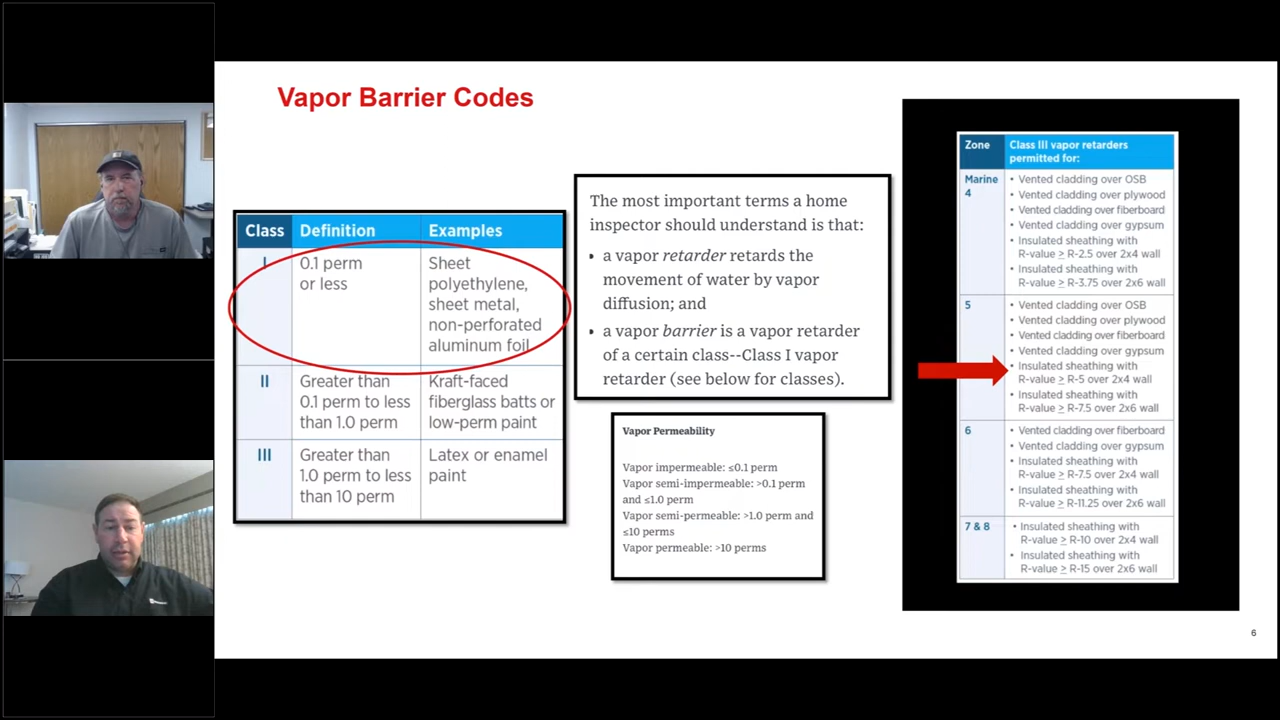 Vapor Barrier Codes
Class Definition Examples
I 0.1 perm or less Sheet polyethylene, sheet metal, non-perforated aluminum foil
II Greater than 0.1 perm to less than 1.0 perm Kraft-faced fiberglass batts or low-perm paint
III Greater than 1.0 perm to less than 10 perm Latex or enamel paint
The most important terms a home
inspector should understand is that:
• a vapor retarder retards the
movement of water by vapor
diffusion; and
• a vapor barrier is a vapor retarder
of a certain class--Class I vapor
retarder (see below for classes).
Vapor Permeability
Vapor impermeable: ≤0.1 perm
Vapor semi-impermeable: >0.1 perm
and ≤1.0 perm
Vapor semi-permeable: >1.0 perm and
≤10 perms
Vapor permeable: >10 perms
Zone Class III vapor retarders
permitted for:
Marine 4
• Vented cladding over OSB
• Vented cladding over plywood
• Vented cladding over fiberboard
• Vented cladding over gypsum
• Insulated sheathing with
R-value ≥ R-2.5 over 2x4 wall
• Insulated sheathing with
R-value ≥ R-3.75 over 2x6 wall
5
• Vented cladding over OSB
• Vented cladding over plywood
• Vented cladding over fiberboard
• Vented cladding over gypsum
• Insulated sheathing with
R-value ≥ R-5 over 2x4 wall
• Insulated sheathing with
R-value ≥ R-7.5 over 2x6 wall
6
• Vented cladding over fiberboard
• Vented cladding over gypsum
• Insulated sheathing with
R-value ≥ R-7.5 over 2x4 wall
• Insulated sheathing with
R-value ≥ R-11.25 over 2x6 wall
7 & 8
• Insulated sheathing with
R-value ≥ R-10 over 2x4 wall
• Insulated sheathing with
R-value ≥ R-15 over 2x6 wall
6